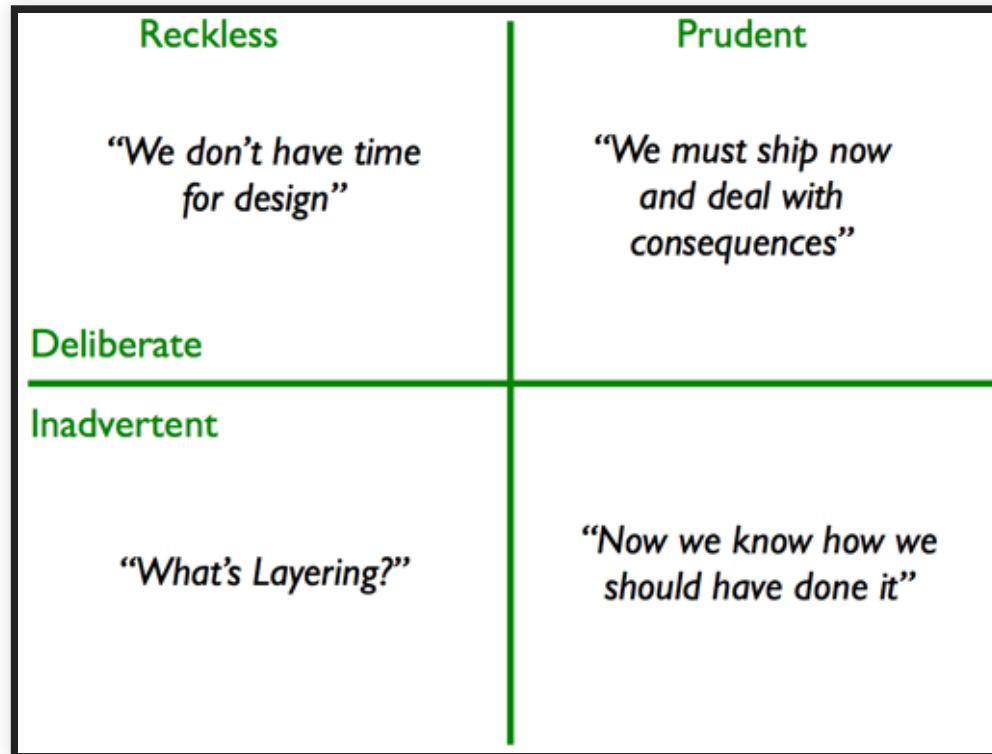 Reckless
Prudent
“We don’t have time
for design”
“We must ship now
and deal with
consequences”
Deliberate
Inadvertent
“What’s Layering?”
“Now we know how we
should have done it”